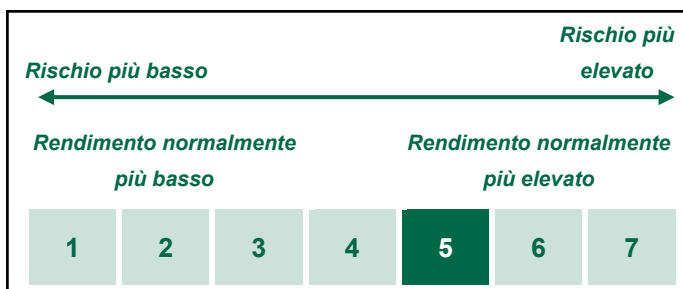 Rischio più
elevato
Rischio più basso
Rendimento normalmente
più basso
Rendimento normalmente
più elevato
1 2 3 4 5 6 7